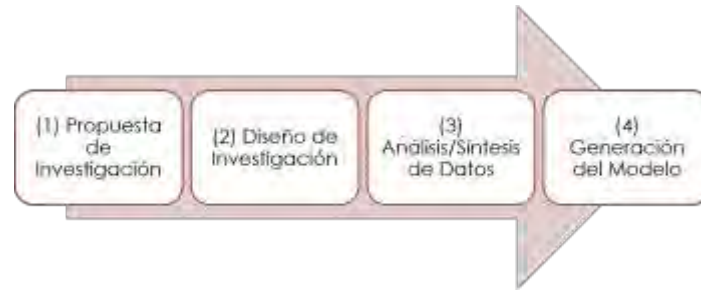 (1) Propuesta
de
Investigación
(2) Diseño de
Investigación
(3)
Análisis/Síntesis
de Datos
(4)
Generación
del Modelo